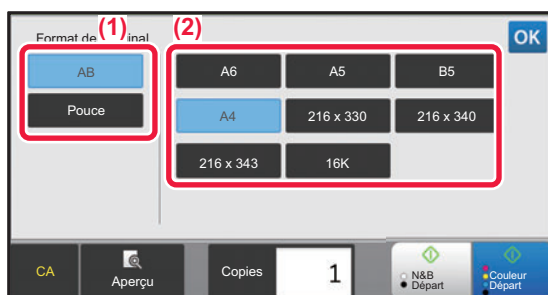 Format de inal
(1)
(2)
OK
AB
Pouce
A6 A5 B5
A4 216 x 330 216 x 340
216 x 343 16K
CA
Aperçu
Copies
1
N&B
Départ
Couleur
Départ